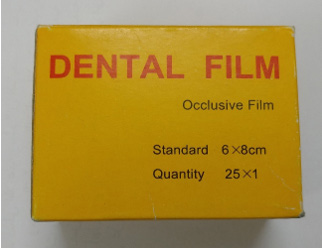 DENTAL FILM
Occlusive Film
Standard 6×8cm
Quantity 25×1